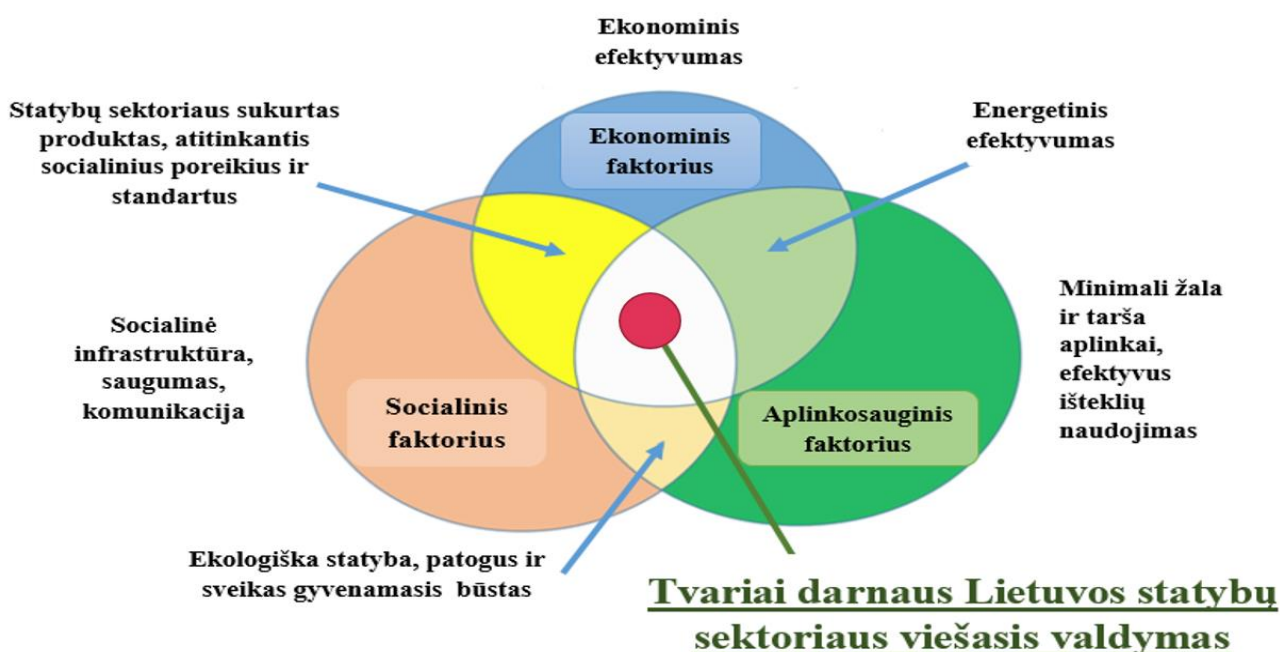 Ekonominis
efektyvumas
Statybų sektoriaus sukurtas
produktas, atitinkantis
socialinius poreikius ir
standartus
Ekonominis
faktorius
Energetinis
efektyvumas
Socialinė
infrastruktūra,
saugumas,
komunikacija
Minimali žala
ir tarša
aplinkai,
efektyvus
išteklių
naudojimas
Socialinis
faktorius
Aplinkosauginis
faktorius
Ekologiška statyba, patogus ir
sveikas gyvenamasis būstas
Tvariai darnaus Lietuvos statybų
sektoriaus viešasis valdymas